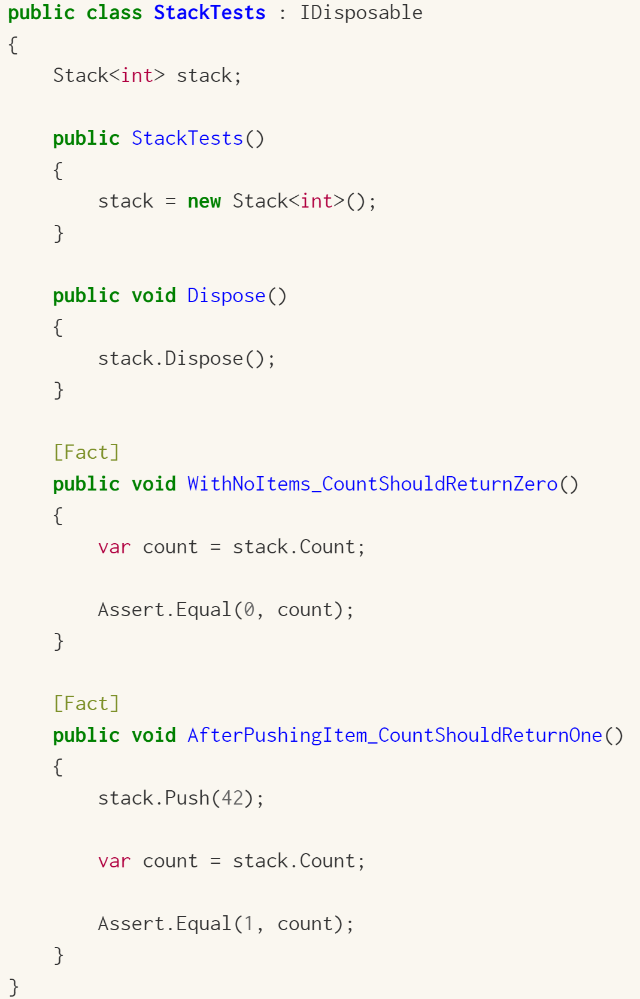 public class StackTests : IDisposable
{
    Stack<int> stack;

    public StackTests()
    {
        stack = new Stack<int>();
    }

    public void Dispose()
    {
        stack.Dispose();
    }

    [Fact]
    public void WithNoItems_CountShouldReturnZero()
    {
        var count = stack.Count;

        Assert.Equal(0, count);
    }

    [Fact]
    public void AfterPushingItem_CountShouldReturnOne()
    {
        stack.Push(42);

        var count = stack.Count;

        Assert.Equal(1, count);
    }
}